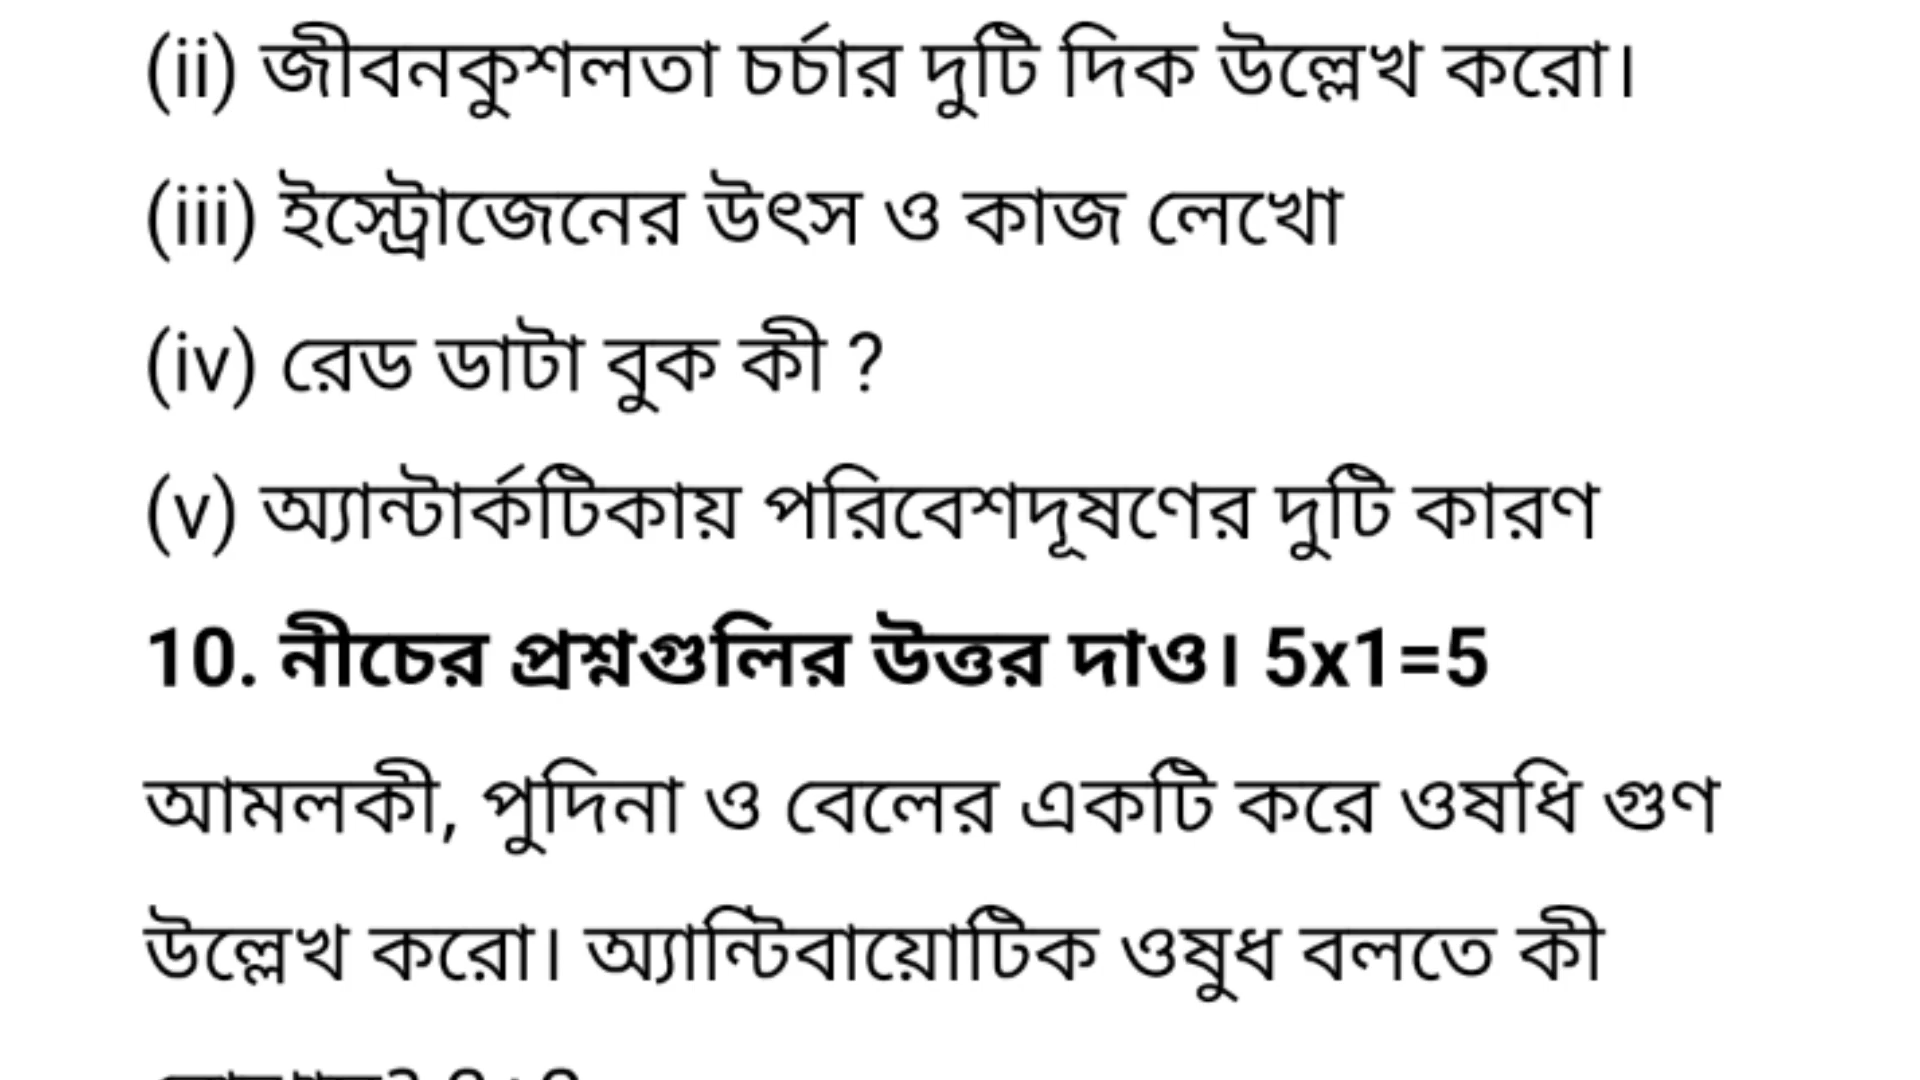 (ii) জীবনকুশলতা চর্চার দুটি দিক উল্লেখ করো।
(iii) ইস্ট্রোজেনের উৎস ও কাজ লেখো
(iv) রেড ডাটা বুক কী ?
(v) অ্যান্টার্কটিকায় পরিবেশদূষণের দুটি কারণ
10. নীচের প্রশ্নগুলির উত্তর দাও। 5x1=5
আমলকী, পুদিনা ও বেলের একটি করে ওষধি গুণ
উল্লেখ করো। অ্যান্টিবায়োটিক ওষুধ বলতে কী